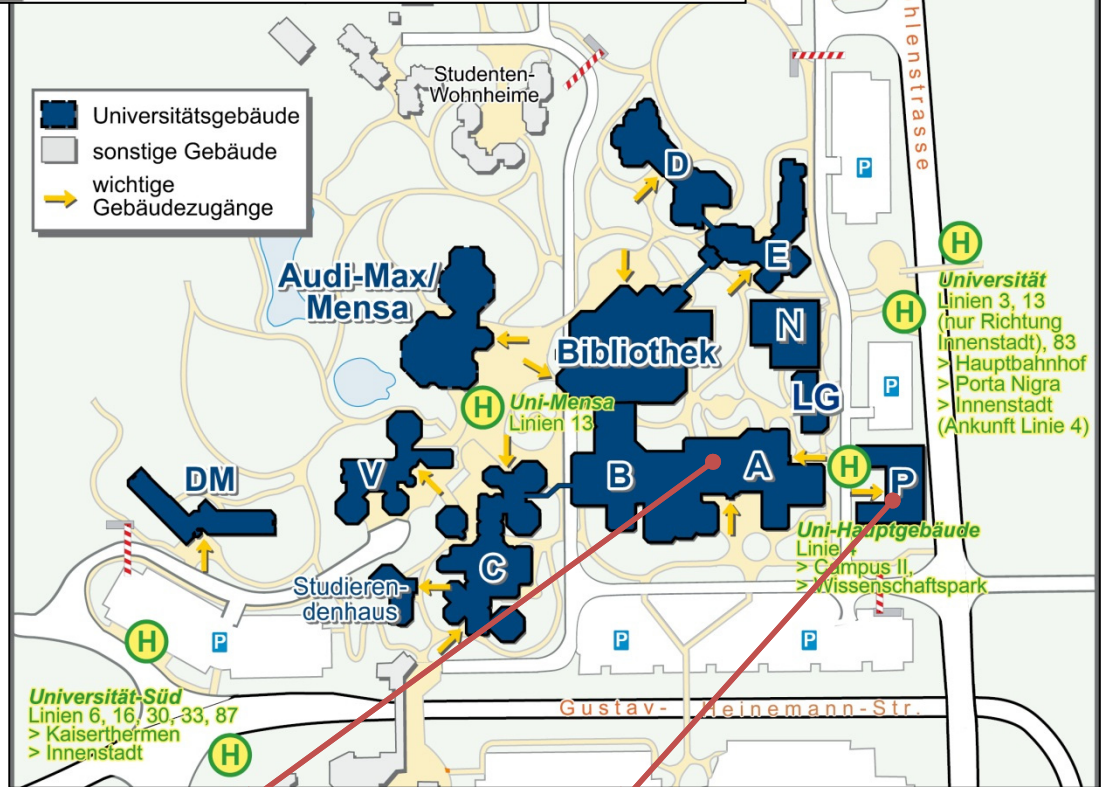 hlenstrasse
Studenten-
Wohnheime
Universitätsgebäude
sonstige Gebäude
wichtige
Gebäudezugänge
D
P
E
H
Universität
Linien 3, 13
(nur Richtung
Innenstadt), 83
> Hauptbahnhof
> Porta Nigra
> Innenstadt
(Ankunft Linie 4)
H
Audi-Max/
Mensa
N
Bibliothek
P
LG
H
Uni-Mensa
Linien 13
DM
V
B
A
H
P
Uni-Hauptgebäude
Linie 4
> Campus II,
> Wissenschaftspark
C
Studieren-
denhaus
H
P
P
P
Universität-Süd
Linien 6, 16, 30, 33, 87
> Kaiserthermen
> Innenstadt
H
Gustav-Heinemann-Str.